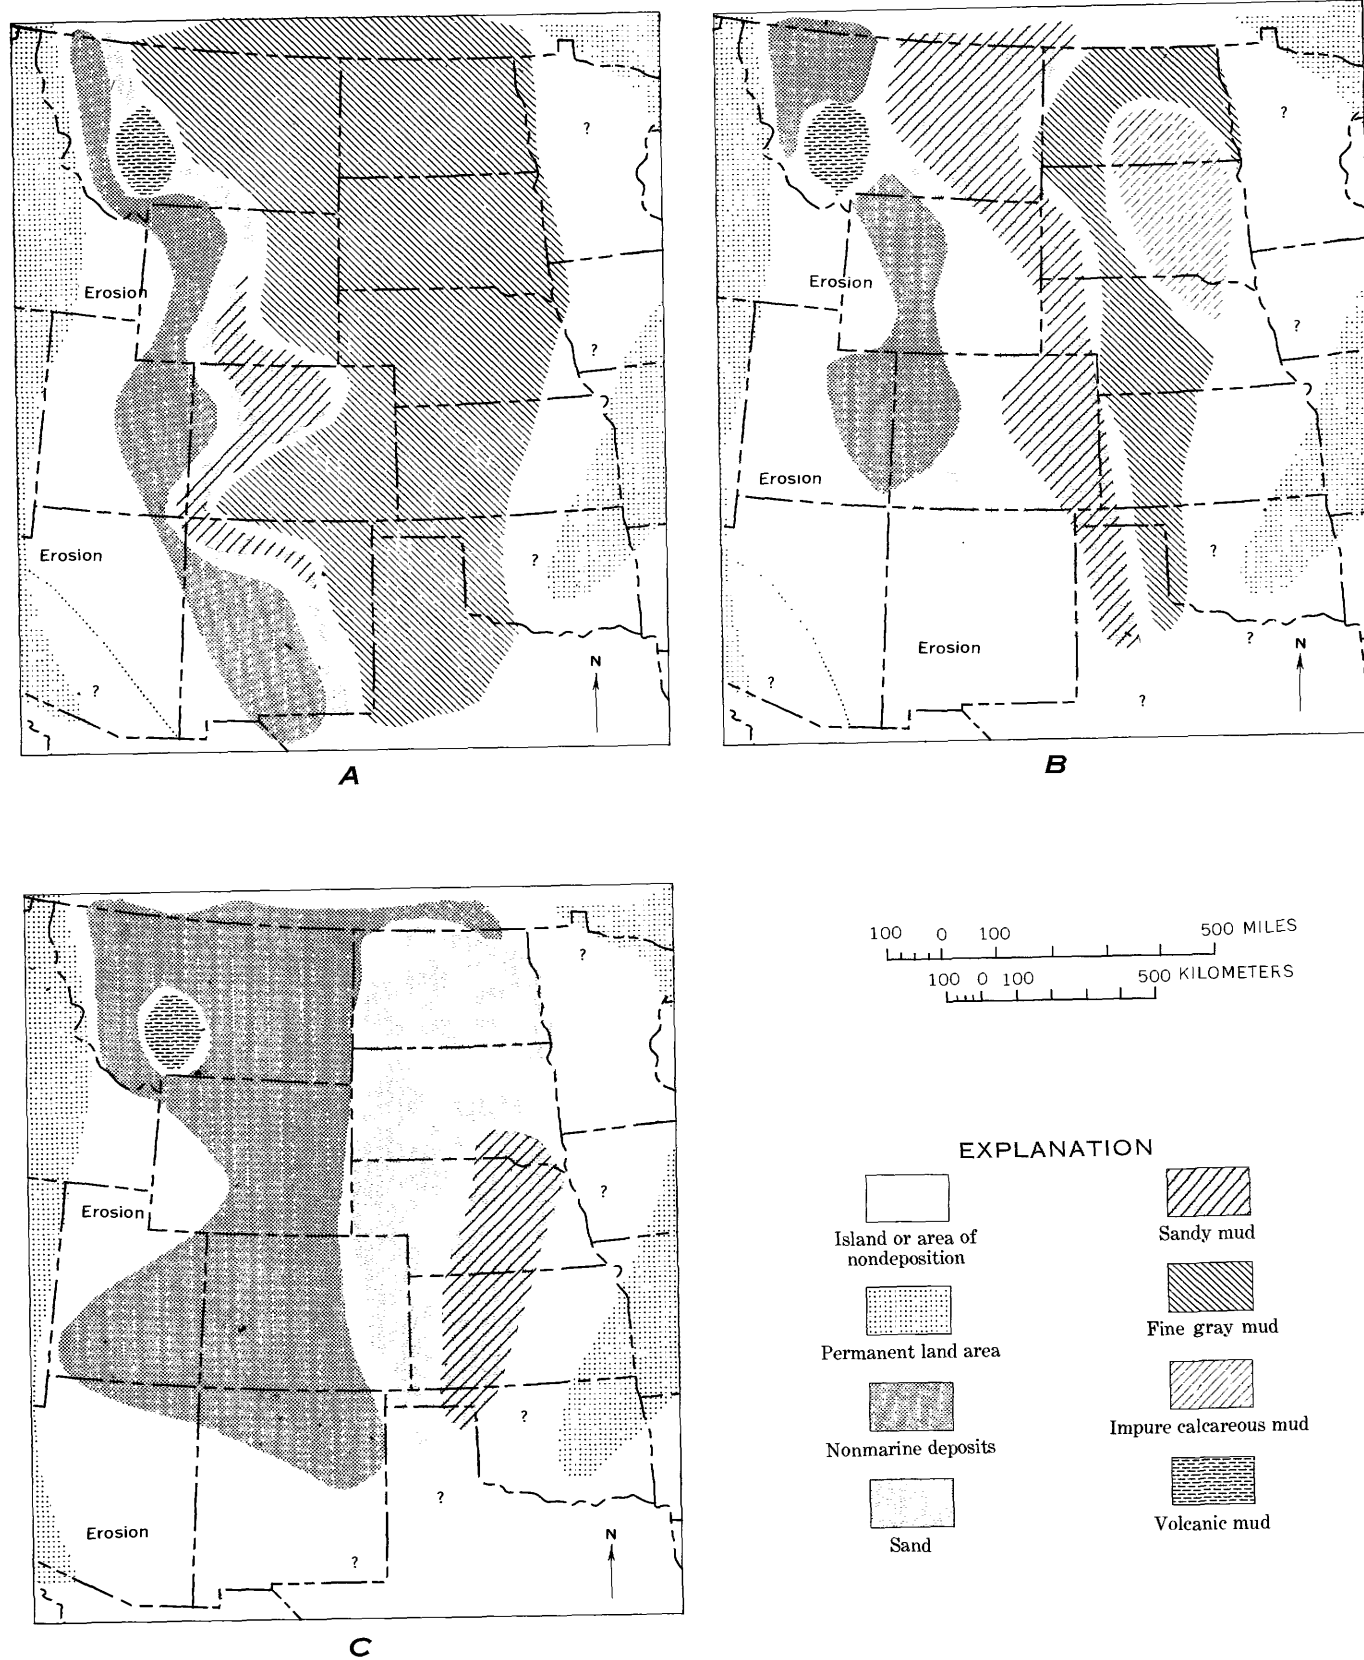 ?
Erosion
?
Erosion
?
?
N
A
?
Erosion
?
Erosion
?
Erosion
?
?
?
N
B
?
Erosion
?
?
?
Erosion
?
N
C
100 0 100 500 MILES
100 0 100 500 KILOMETERS
EXPLANATION
Island or area of
nondeposition
Permanent land area
Nonmarine deposits
Sand
Sandy mud
Fine gray mud
Impure calcareous mud
Volcanic mud